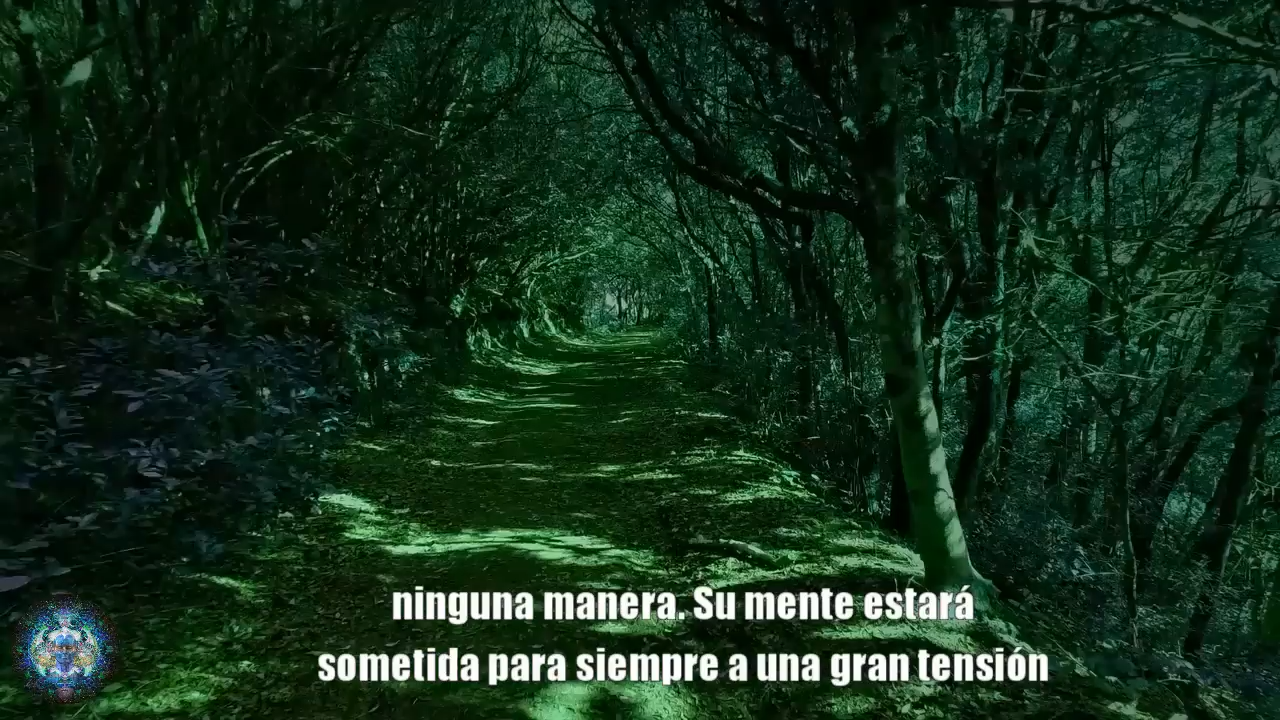 ninguna manera. Su mente estará
sometida para siempre a una gran tensión